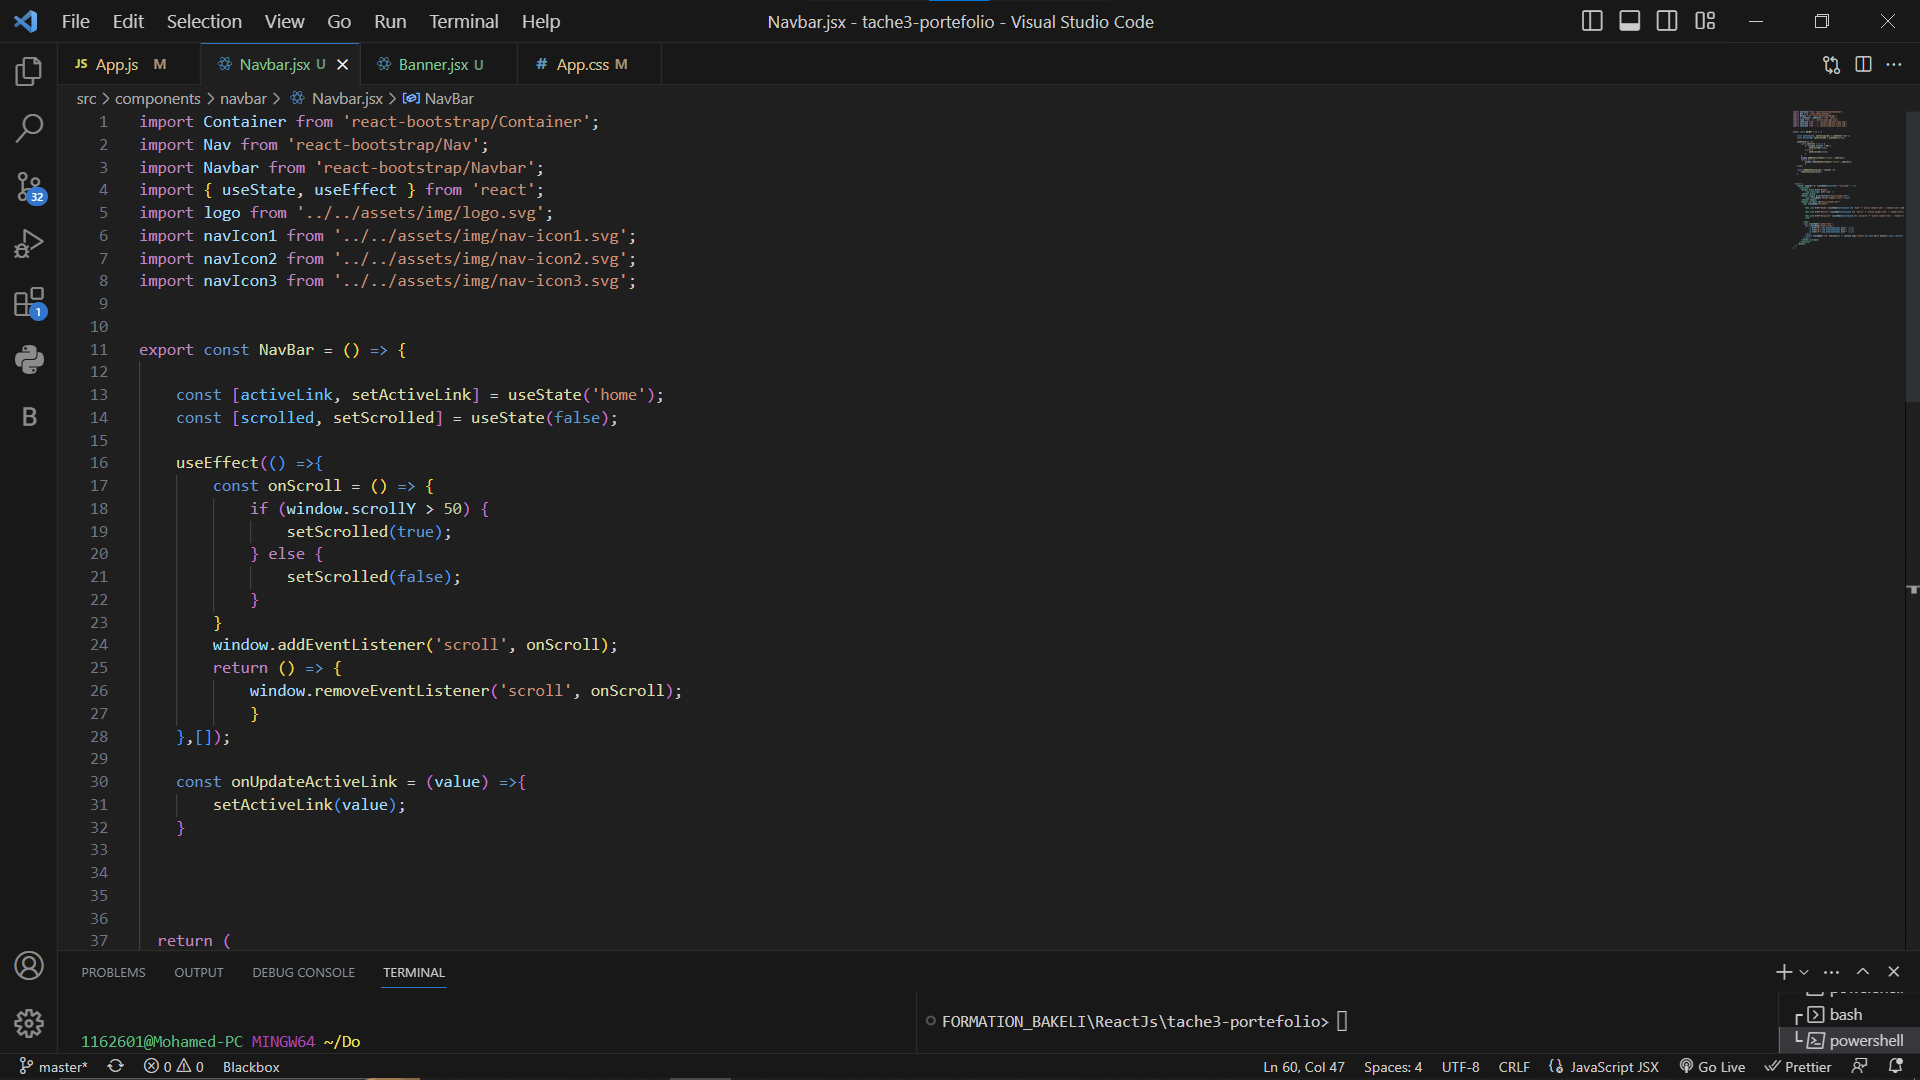 File Edit Selection View Go Run Terminal Help
Navbar.jsx - tache3-portefolio - Visual Studio Code
JS App.js M
Navbar.jsx U
Banner.jsx U
# App.css M
src > components > navbar > Navbar.jsx > NavBar
1 import Container from 'react-bootstrap/Container';
2 import Nav from 'react-bootstrap/Nav';
3 import Navbar from 'react-bootstrap/Navbar';
4 import { useState, useEffect } from 'react';
5 import logo from '../../assets/img/logo.svg';
6 import navIcon1 from '../../assets/img/nav-icon1.svg';
7 import navIcon2 from '../../assets/img/nav-icon2.svg';
8 import navIcon3 from '../../assets/img/nav-icon3.svg';
9
10
11 export const NavBar = () => {
12
13 const [activeLink, setActiveLink] = useState('home');
14 const [scrolled, setScrolled] = useState(false);
15
16 useEffect(() =>{
17 const onScroll = () => {
18 if (window.scrollY > 50) {
19 setScrolled(true);
20 } else {
21 setScrolled(false);
22 }
23 }
24 window.addEventListener('scroll', onScroll);
25 return () => {
26 window.removeEventListener('scroll', onScroll);
27 }
28 },[]);
29
30 const onUpdateActiveLink = (value) =>{
31 setActiveLink(value);
32 }
33
34
35
36
37 return (
32
1
B
PROBLEMS OUTPUT DEBUG CONSOLE TERMINAL
1162601@Mohamed-PC MINGW64 ~/Do
FORMATION_BAKELI\ReactJs\tache3-portefolio>
bash
powershell
master* 0 0 Blackbox
Ln 60, Col 47 Spaces: 4 UTF-8 CRLF JavaScript JSX Go Live Prettier